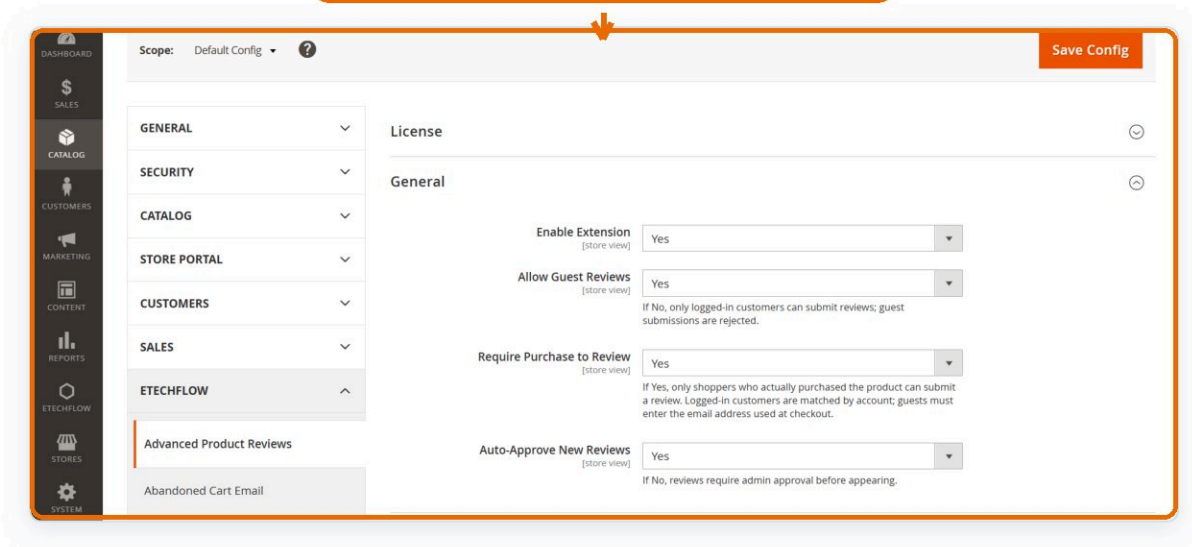 DASHBOARD
SALES
CATALOG
CUSTOMERS
MARKETING
CONTENT
REPORTS
ETECHFLOW
STORES
SYSTEM
Scope: Default Config ?
Save Config
GENERAL
SECURITY
CATALOG
STORE PORTAL
CUSTOMERS
SALES
ETECHFLOW
Advanced Product Reviews
Abandoned Cart Email
License
General
Enable Extension Yes
[store view]
Allow Guest Reviews Yes
[store view]
If No, only logged-in customers can submit reviews; guest
submissions are rejected.
Require Purchase to Review Yes
[store view]
If Yes, only shoppers who actually purchased the product can submit
a review. Logged-in customers are matched by account; guests must
enter the email address used at checkout.
Auto-Approve New Reviews Yes
[store view]
If No, reviews require admin approval before appearing.